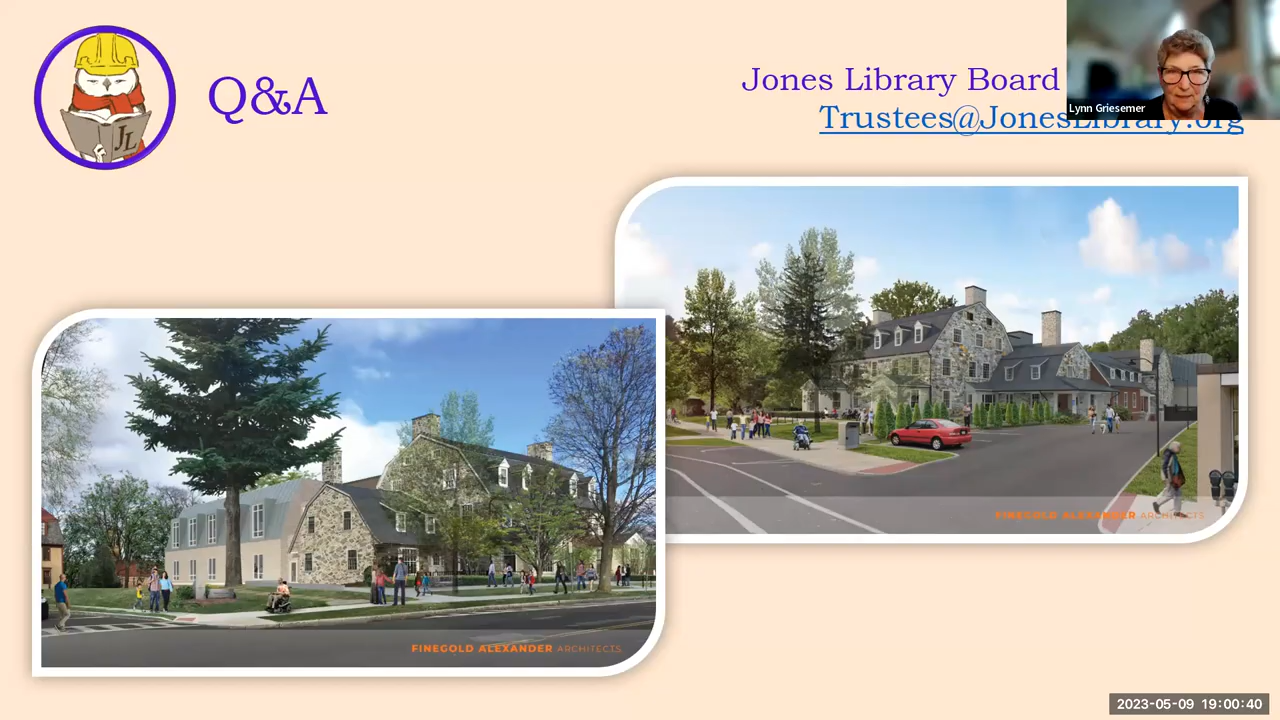 Q&A
Jones Library Board
Trustees@JonesLibrary.org
Lynn Griesemer
JL
FINEGOLD ALEXANDER ARCHITECTS
FINEGOLD ALEXANDER ARCHITECTS
2023-05-09 19:00:40